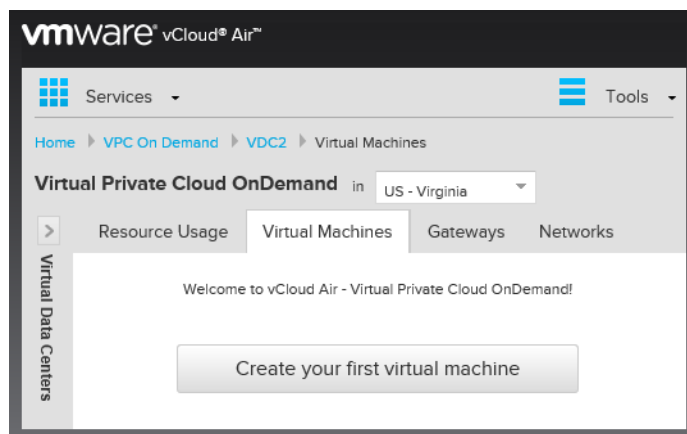 vmware® vCloud® Air™
Services
Tools
Home VPC On Demand VDC2 Virtual Machines
Virtual Private Cloud OnDemand in US - Virginia
Resource Usage Virtual Machines Gateways Networks
Virtual Data Centers
Welcome to vCloud Air - Virtual Private Cloud OnDemand!
Create your first virtual machine